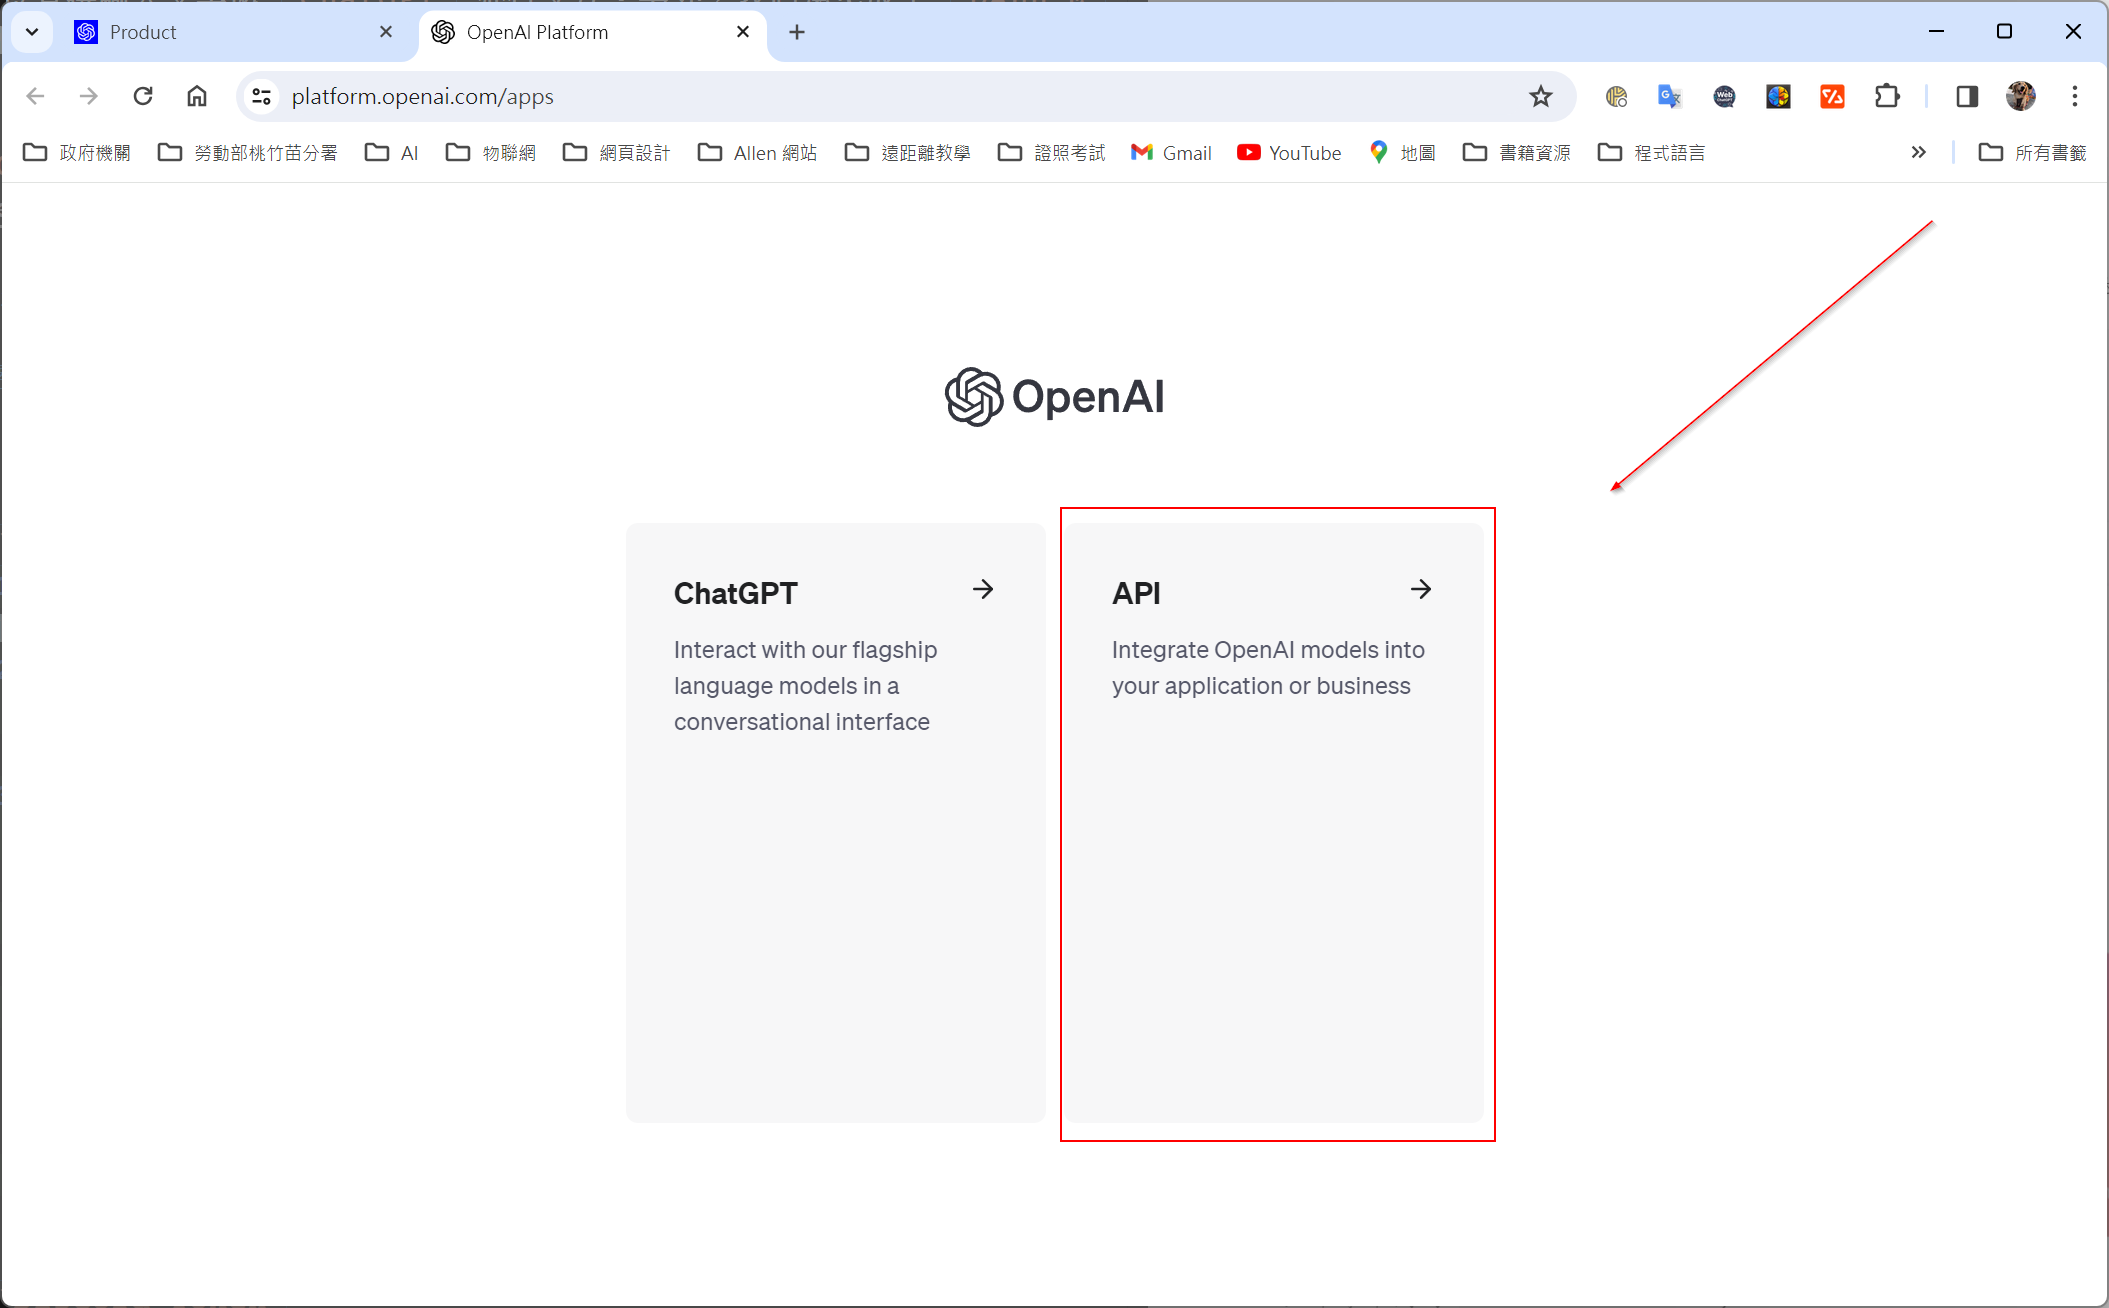 Product
OpenAI Platform
platform.openai.com/apps
政府機關
勞動部桃竹苗分署
AI
物聯網
網頁設計
Allen 網站
遠距離教學
證照考試
Gmail
YouTube
地圖
書籍資源
程式語言
所有書籤
OpenAI
ChatGPT
Interact with our flagship
language models in a
conversational interface
API
Integrate OpenAI models into
your application or business